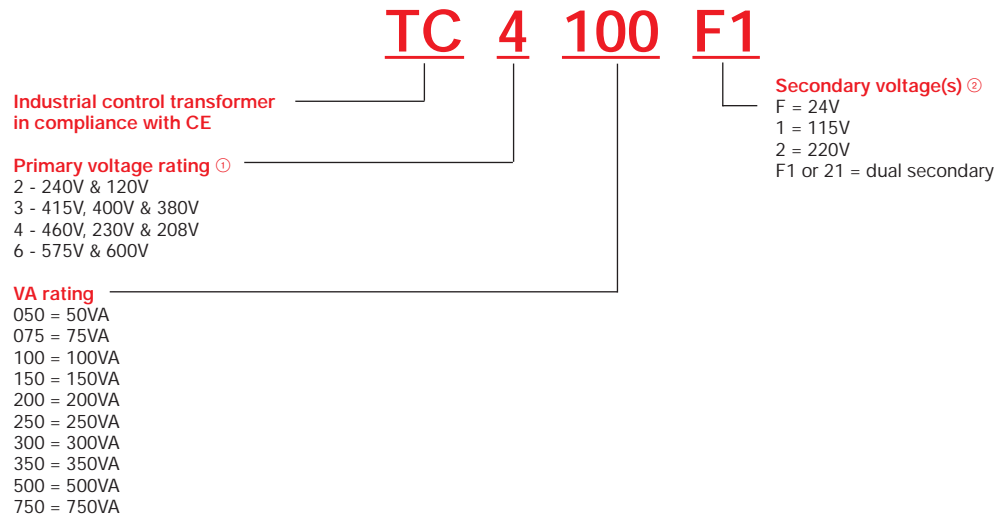 TC 4 100 F1
Industrial control transformer
in compliance with CE
Primary voltage rating ①
2 - 240V & 120V
3 - 415V, 400V & 380V
4 - 460V, 230V & 208V
6 - 575V & 600V
VA rating
050 = 50VA
075 = 75VA
100 = 100VA
150 = 150VA
200 = 200VA
250 = 250VA
300 = 300VA
350 = 350VA
500 = 500VA
750 = 750VA
Secondary voltage(s) ②
F = 24V
1 = 115V
2 = 220V
F1 or 21 = dual secondary